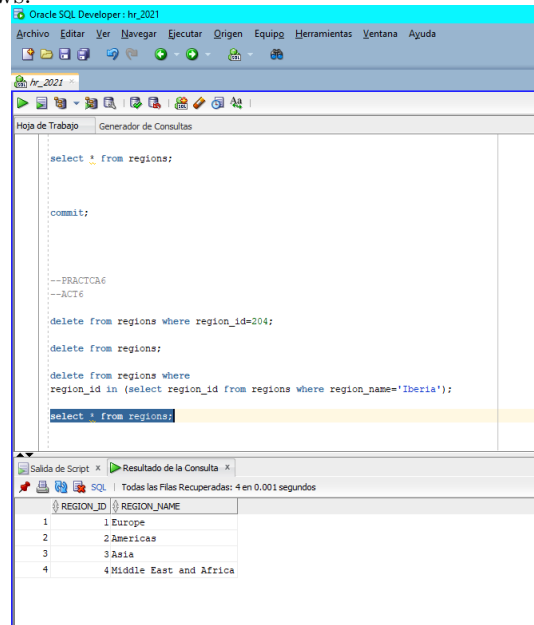 ws.
Oracle SQL Developer : hr_2021
Archivo Editar Ver Navegar Ejecutar Origen Equipo Herramientas Ventana Ayuda
hr_2021
Hoja de Trabajo Generador de Consultas
select * from regions;
commit;
--PRACTCA6
--ACT6
delete from regions where region_id=204;
delete from regions;
delete from regions where
region_id in (select region_id from regions where region_name='Iberia');
select * from regions;
Salida de Script x Resultado de la Consulta x
SQL | Todas las Filas Recuperadas: 4 en 0.001 segundos
REGION_ID REGION_NAME
1 1 Europe
2 2 Americas
3 3 Asia
4 4 Middle East and Africa